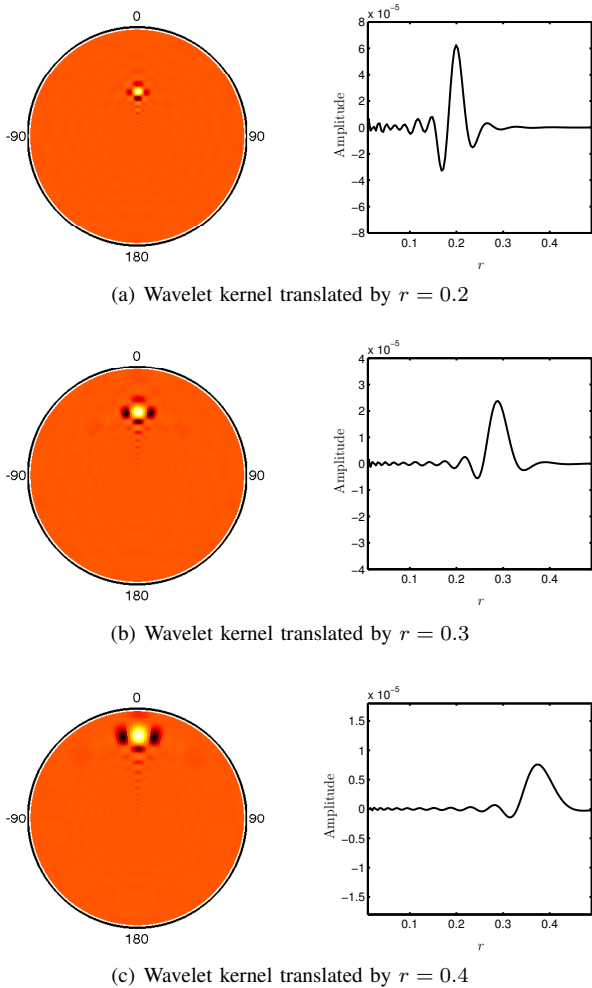 0
-90
90
180
x 10⁻⁵
8
6
4
2
0
−2
−4
−6
−8
Amplitude
0.1 0.2 0.3 0.4
r
(a) Wavelet kernel translated by r = 0.2
0
-90
90
180
x 10⁻⁵
4
3
2
1
0
−1
−2
−3
−4
Amplitude
0.1 0.2 0.3 0.4
r
(b) Wavelet kernel translated by r = 0.3
0
-90
90
180
x 10⁻⁵
1.5
1
0.5
0
−0.5
−1
−1.5
Amplitude
0.1 0.2 0.3 0.4
r
(c) Wavelet kernel translated by r = 0.4